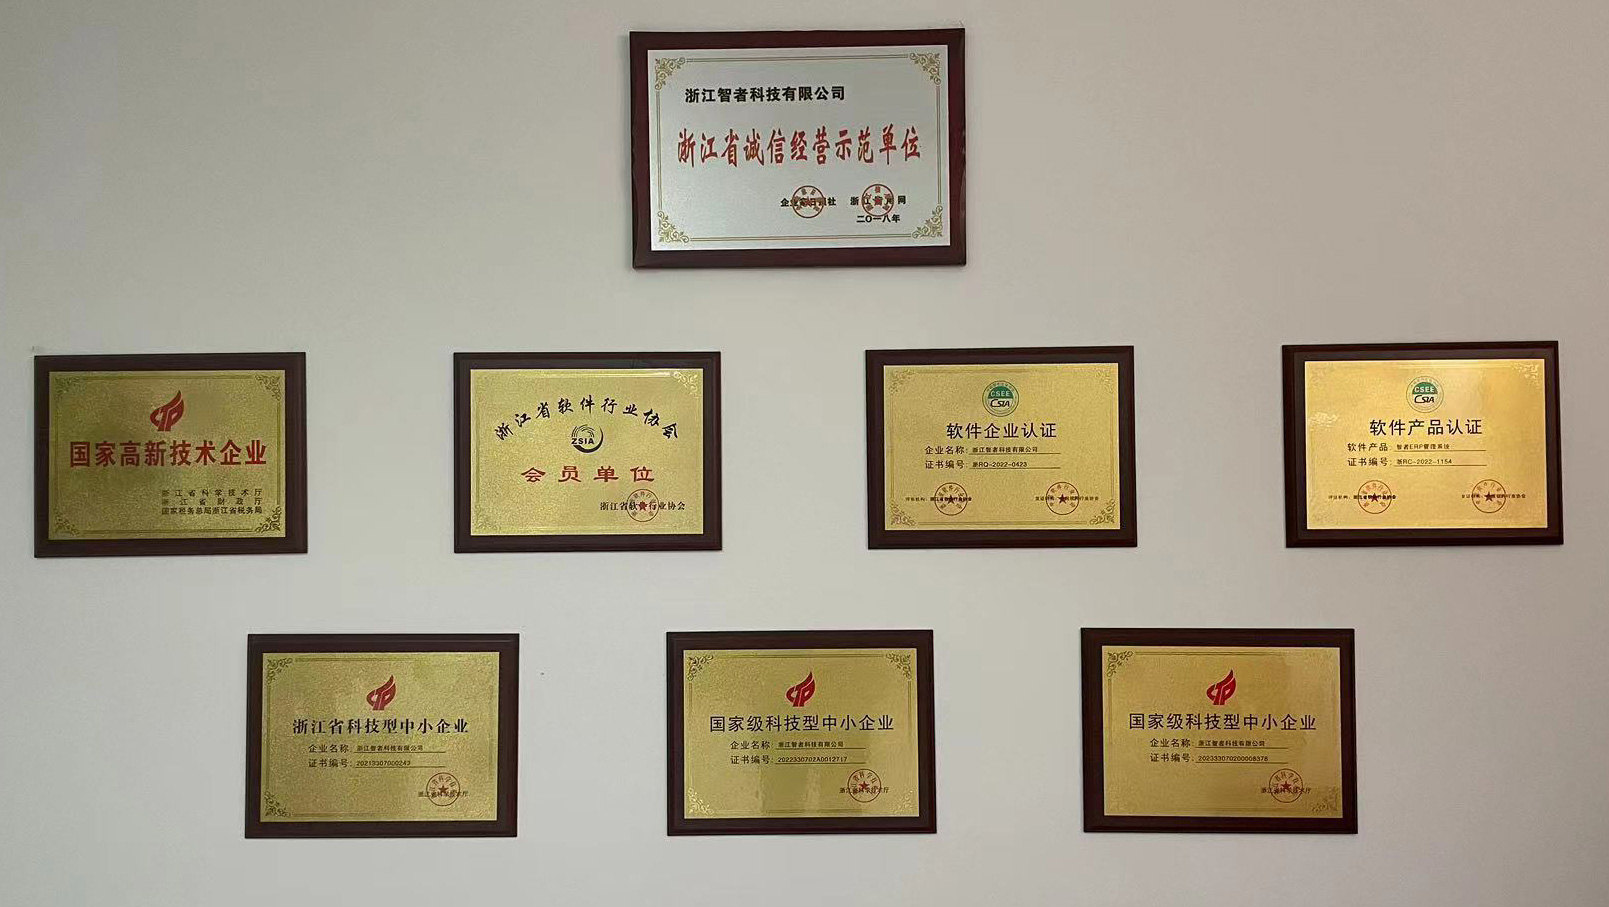 浙江智者科技有限公司
浙江省诚信经营示范单位
浙江信用网
二〇一八年
国家高新技术企业
浙江省科学技术厅
浙江省财政厅
国家税务总局浙江省税务局
浙江省软件行业协会
ZSIA
会员单位
浙江省软件行业协会
CSEE
CSIA
软件企业认证
企业名称: 浙江智者科技有限公司
证书编号: 浙RQ-2022-0423
CSEE
CSIA
软件产品认证
软件产品: 智者ERP管理系统
证书编号: 浙RC-2022-1154
浙江省科技型中小企业
企业名称: 浙江智者科技有限公司
证书编号: 20213307000243
浙江省科学技术厅
国家级科技型中小企业
企业名称: 浙江智者科技有限公司
证书编号: 2022330702A0012717
浙江省科学技术厅
国家级科技型中小企业
企业名称: 浙江智者科技有限公司
证书编号: 202333070200008378
浙江省科学技术厅